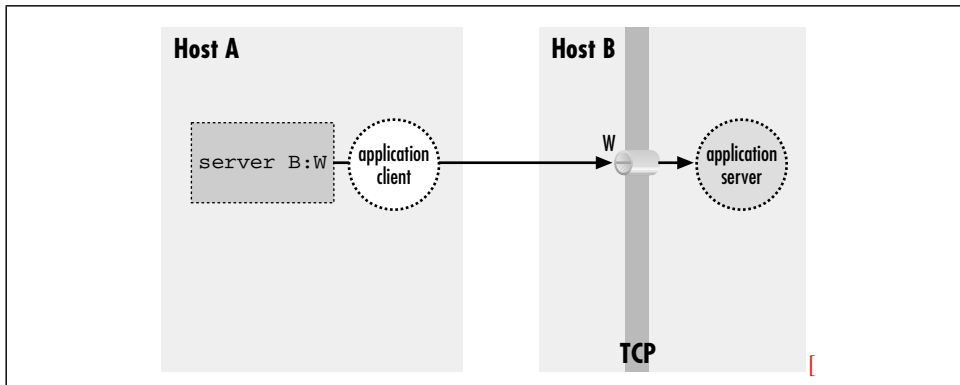 Host A
Host B
server B:W
application
client
W
application
server
TCP
[